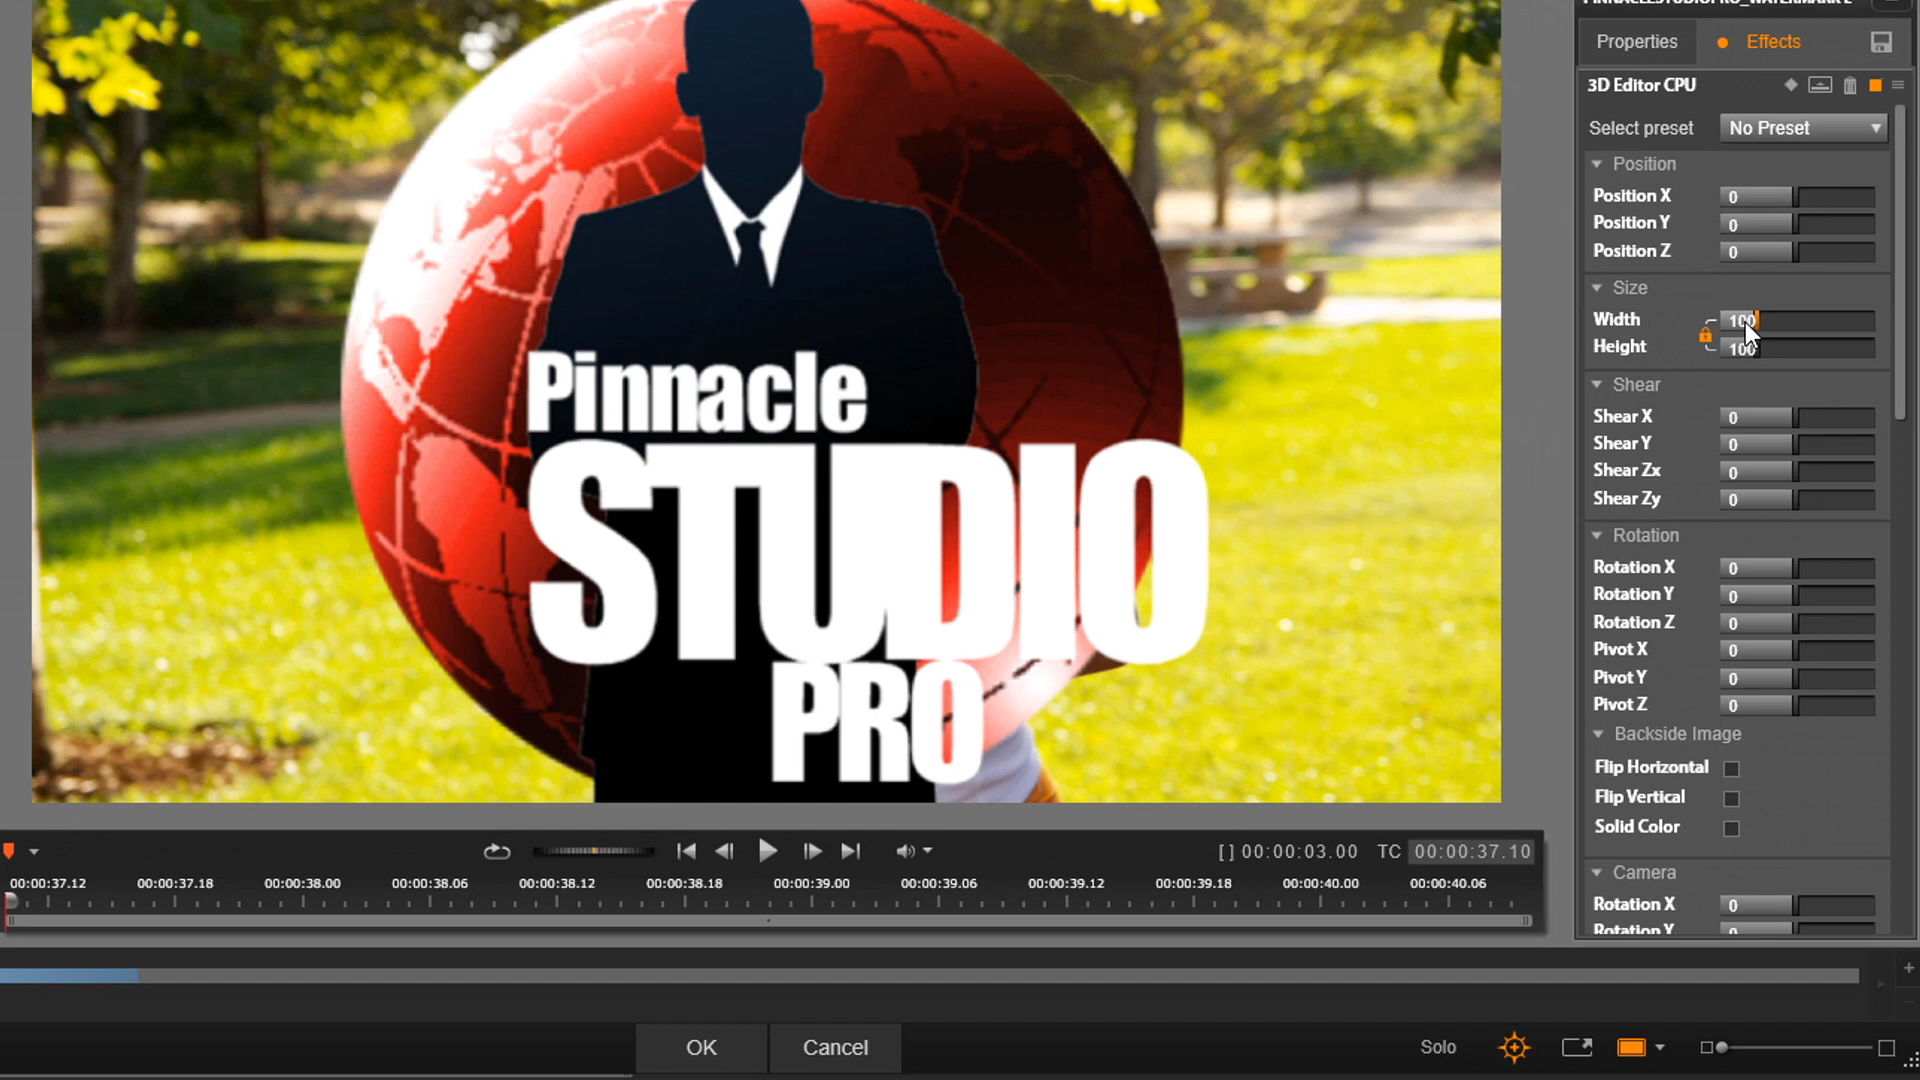 PINNACLESTUDIOPRO_WATERMARK 2
Properties
Effects
3D Editor CPU
Select preset No Preset
Position
Position X 0
Position Y 0
Position Z 0
Size
Width 100
Height 100
Shear
Shear X 0
Shear Y 0
Shear Zx 0
Shear Zy 0
Rotation
Rotation X 0
Rotation Y 0
Rotation Z 0
Pivot X 0
Pivot Y 0
Pivot Z 0
Backside Image
Flip Horizontal
Flip Vertical
Solid Color
Camera
Rotation X 0
Rotation Y 0
Pinnacle
STUDIO
PRO
[ ] 00:00:03.00 TC 00:00:37.10
00:00:37.12 00:00:37.18 00:00:38.00 00:00:38.06 00:00:38.12 00:00:38.18 00:00:39.00 00:00:39.06 00:00:39.12 00:00:39.18 00:00:40.00 00:00:40.06
OK Cancel Solo